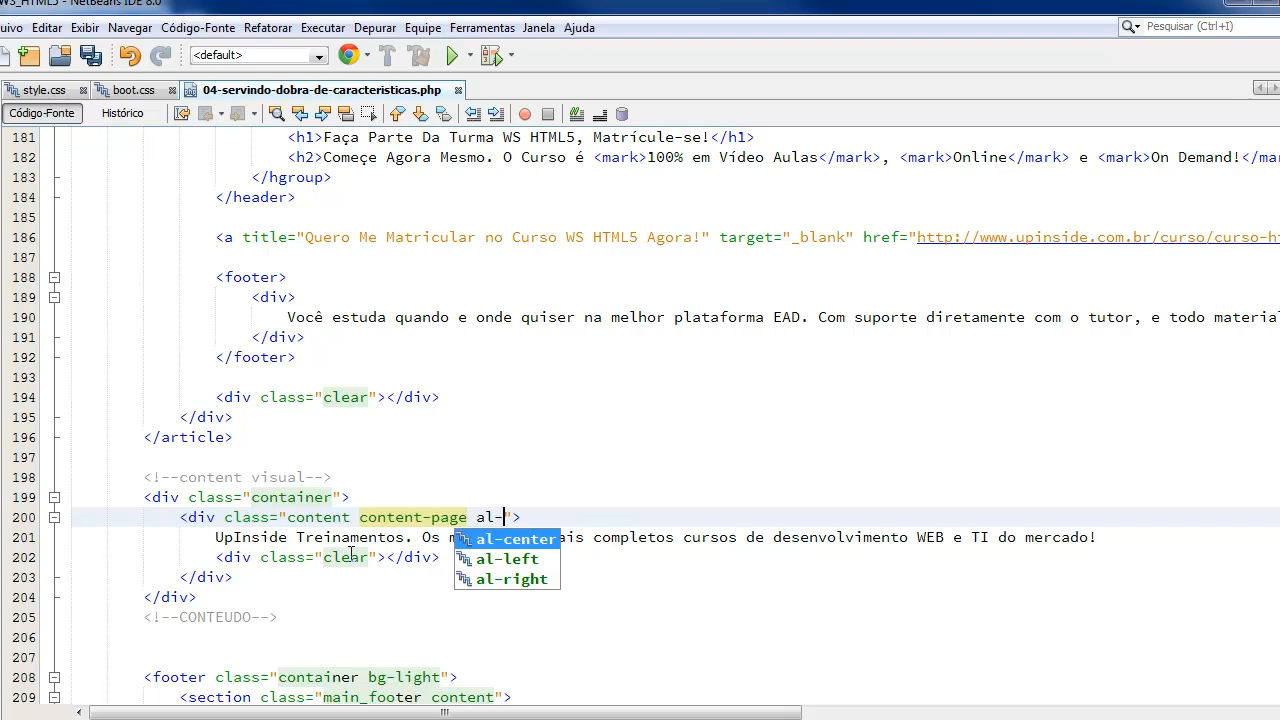 WS_HTML5 - NetBeans IDE 8.0
uivo Editar Exibir Navegar Código-Fonte Refatorar Executar Depurar Equipe Ferramentas Janela Ajuda Pesquisar (Ctrl+I)
<default>
style.css boot.css 04-servindo-dobra-de-caracteristicas.php
Código-Fonte Histórico
181 <h1>Faça Parte Da Turma WS HTML5, Matrícule-se!</h1>
182 <h2>Começe Agora Mesmo. O Curso é <mark>100% em Vídeo Aulas</mark>, <mark>Online</mark> e <mark>On Demand!</ma
183 </hgroup>
184 </header>
185
186 <a title="Quero Me Matricular no Curso WS HTML5 Agora!" target="_blank" href="http://www.upinside.com.br/curso/curso-h
187
188 <footer>
189 <div>
190 Você estuda quando e onde quiser na melhor plataforma EAD. Com suporte diretamente com o tutor, e todo material
191 </div>
192 </footer>
193
194 <div class="clear"></div>
195 </div>
196 </article>
197
198 <!--content visual-->
199 <div class="container">
200 <div class="content content-page al-">
201 UpInside Treinamentos. Os m ais completos cursos de desenvolvimento WEB e TI do mercado!
al-center
202 <div class="clear"></div>
al-left
203 </div>
al-right
204 </div>
205 <!--CONTEUDO-->
206
207
208 <footer class="container bg-light">
209 <section class="main_footer content">